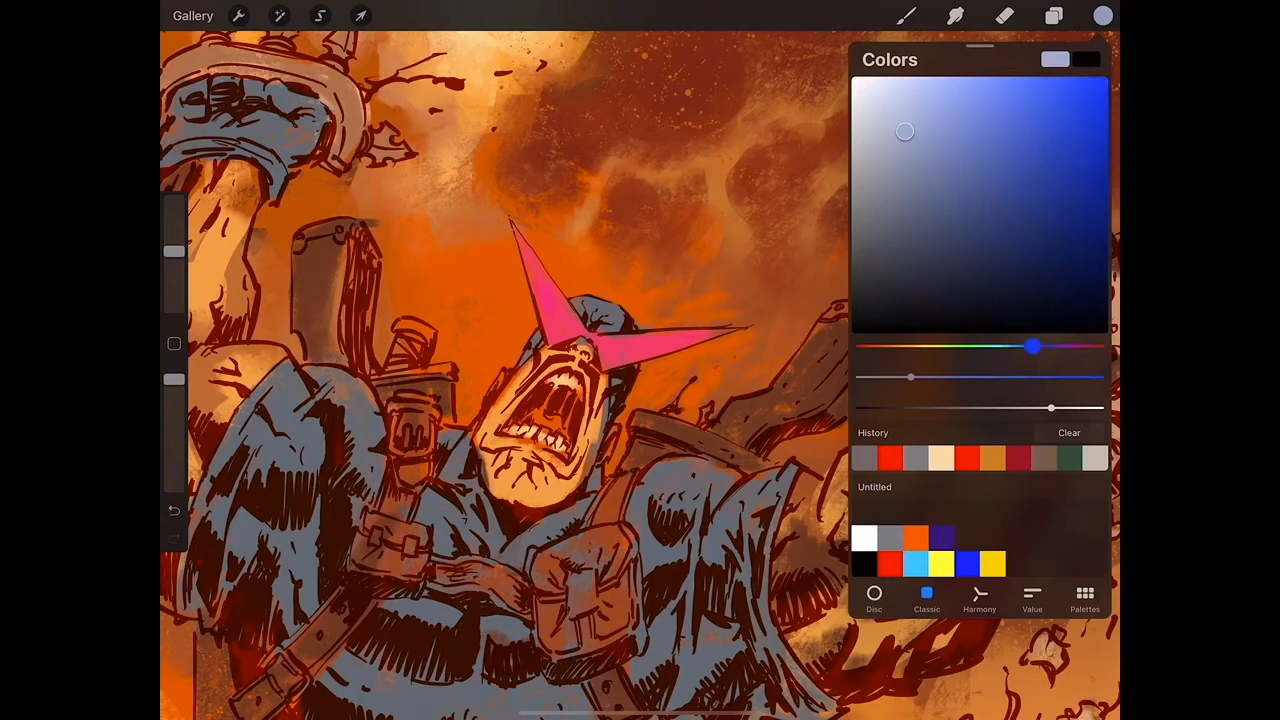 Gallery
Colors
History
Clear
Untitled
Disc
Classic
Harmony
Value
Palettes